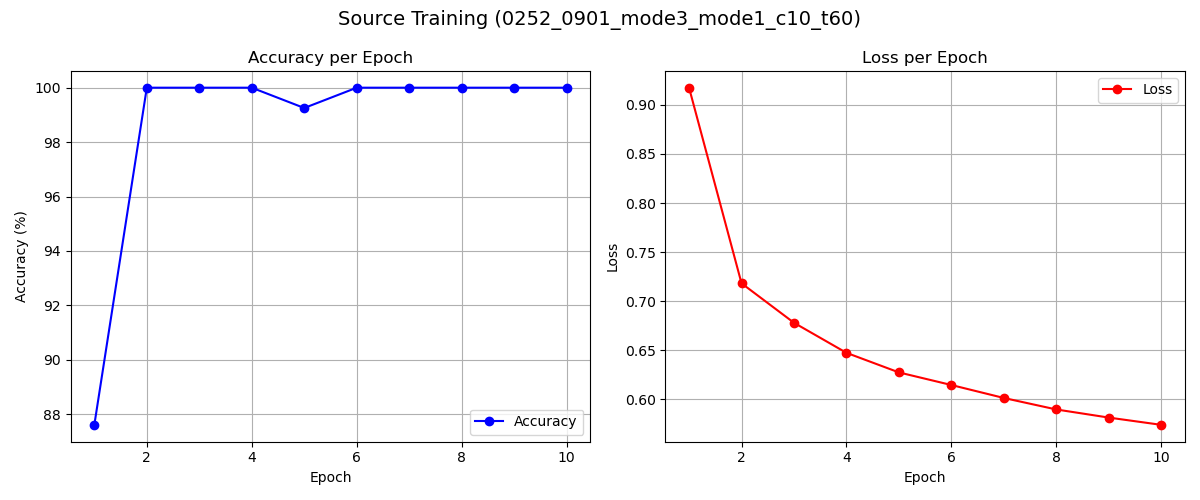 Source Training (0252_0901_mode3_mode1_c10_t60)
Accuracy per Epoch
100
98
96
94
92
90
88
Accuracy (%)
2 4 6 8 10
Epoch
Accuracy
Loss per Epoch
0.90
0.85
0.80
0.75
0.70
0.65
0.60
Loss
2 4 6 8 10
Epoch
Loss